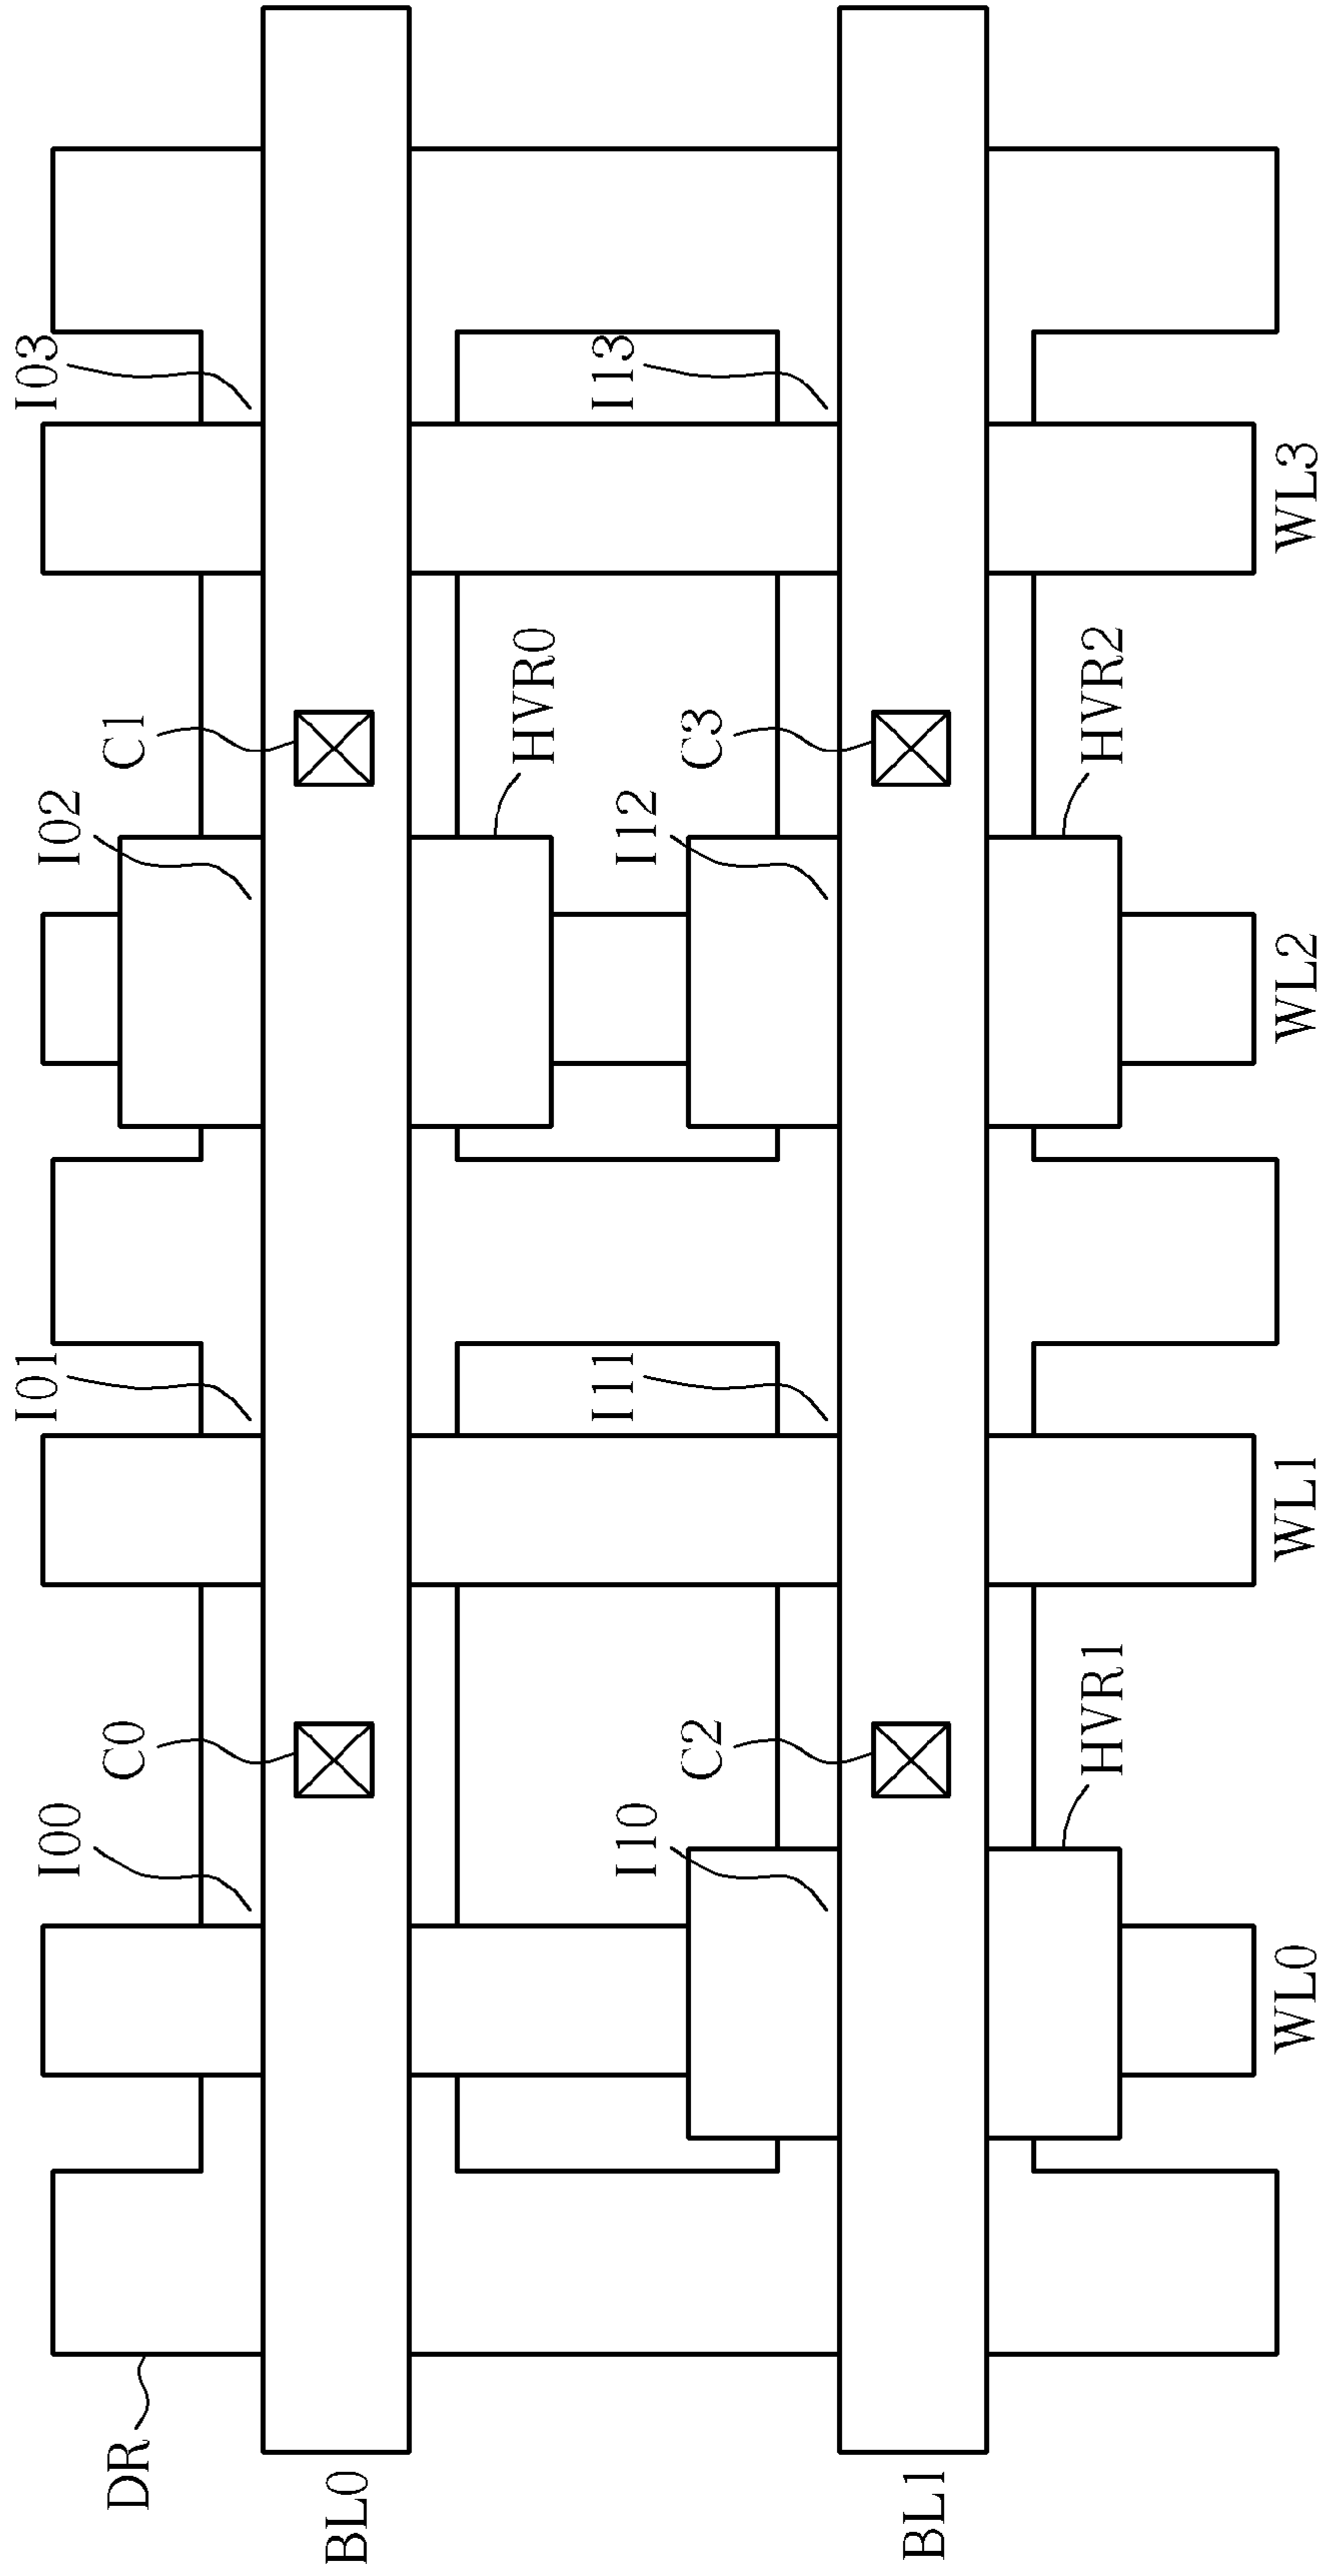 I03
I13
WL3
C1
HVR0
C3
HVR2
I02
I12
WL2
I01
I11
WL1
C0
C2
HVR1
I00
I10
WL0
DR
BL0
BL1